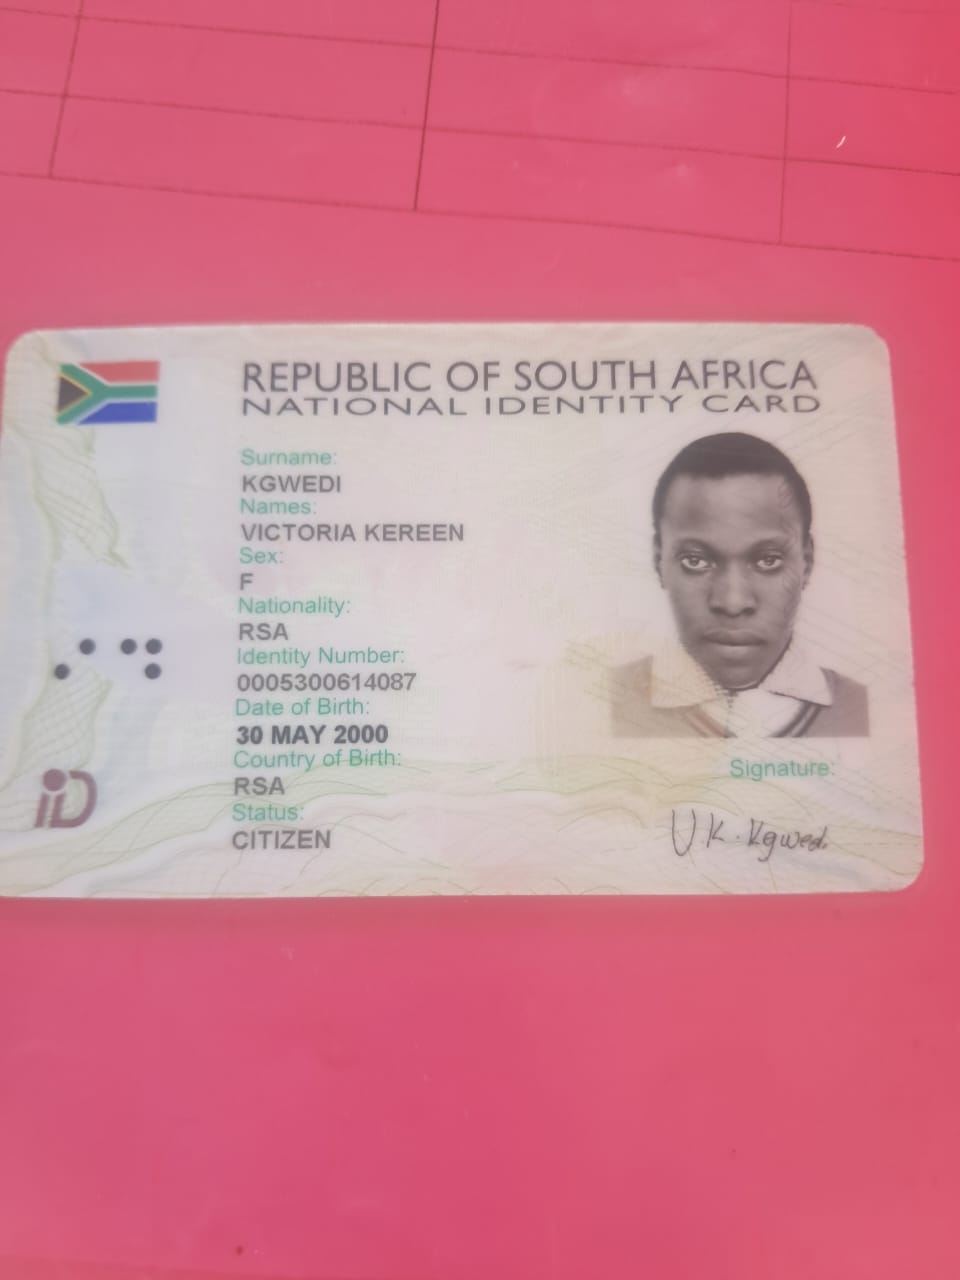 REPUBLIC OF SOUTH AFRICA
NATIONAL IDENTITY CARD
Surname:
KGWEDI
Names:
VICTORIA KEREEN
Sex:
F
Nationality:
RSA
Identity Number:
0005300614087
Date of Birth:
30 MAY 2000
Country of Birth:
RSA
Status:
CITIZEN
iD
Signature:
V.K.Kgwedi